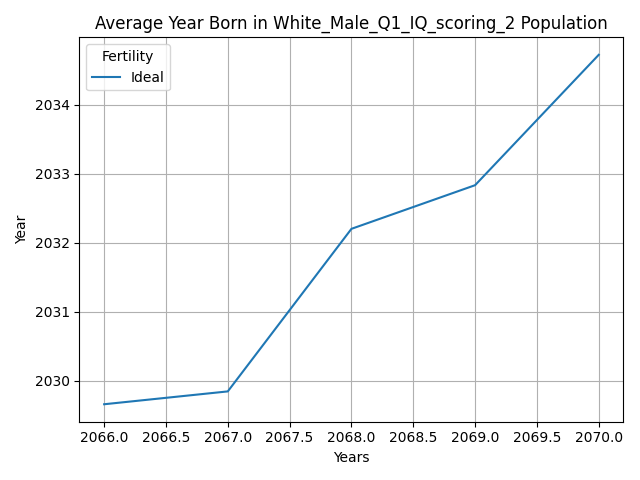 Average Year Born in White_Male_Q1_IQ_scoring_2 Population
Fertility
Ideal
2034
2033
2032
2031
2030
Year
2066.0 2066.5 2067.0 2067.5 2068.0 2068.5 2069.0 2069.5 2070.0
Years